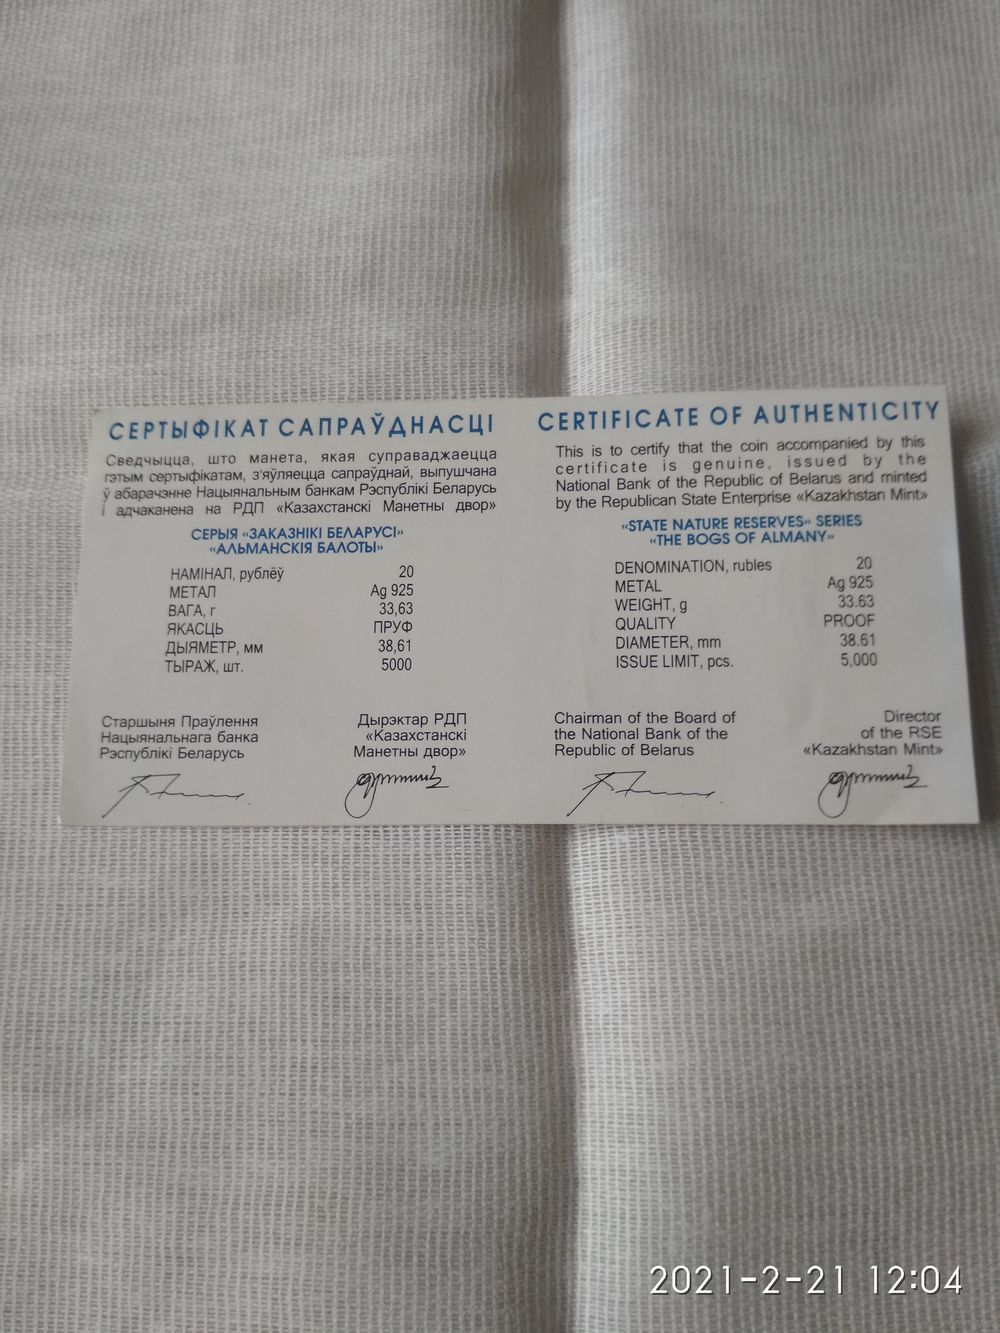 СЕРТЫФІКАТ САПРАЎДНАСЦІ
Сведчыцца, што манета, якая суправаджаецца
гэтым сертыфікатам, з'яўляецца сапраўднай, выпушчана
ў абарачэнне Нацыянальным банкам Рэспублікі Беларусь
і адчаканена на РДП «Казахстанскі Манетны двор»
СЕРЫЯ «ЗАКАЗНІКІ БЕЛАРУСІ»
«АЛЬМАНСКІЯ БАЛОТЫ»
НАМІНАЛ, рублёў 20
МЕТАЛ Ag 925
ВАГА, г 33,63
ЯКАСЦЬ ПРУФ
ДЫЯМЕТР, мм 38,61
ТЫРАЖ, шт. 5000
Старшыня Праўлення
Нацыянальнага банка
Рэспублікі Беларусь
Дырэктар РДП
«Казахстанскі
Манетны двор»
CERTIFICATE OF AUTHENTICITY
This is to certify that the coin accompanied by this
certificate is genuine, issued by the
National Bank of the Republic of Belarus and minted
by the Republican State Enterprise «Kazakhstan Mint»
«STATE NATURE RESERVES» SERIES
«THE BOGS OF ALMANY»
DENOMINATION, rubles 20
METAL Ag 925
WEIGHT, g 33.63
QUALITY PROOF
DIAMETER, mm 38.61
ISSUE LIMIT, pcs. 5,000
Chairman of the Board of
the National Bank of the
Republic of Belarus
Director
of the RSE
«Kazakhstan Mint»
2021-2-21 12:04